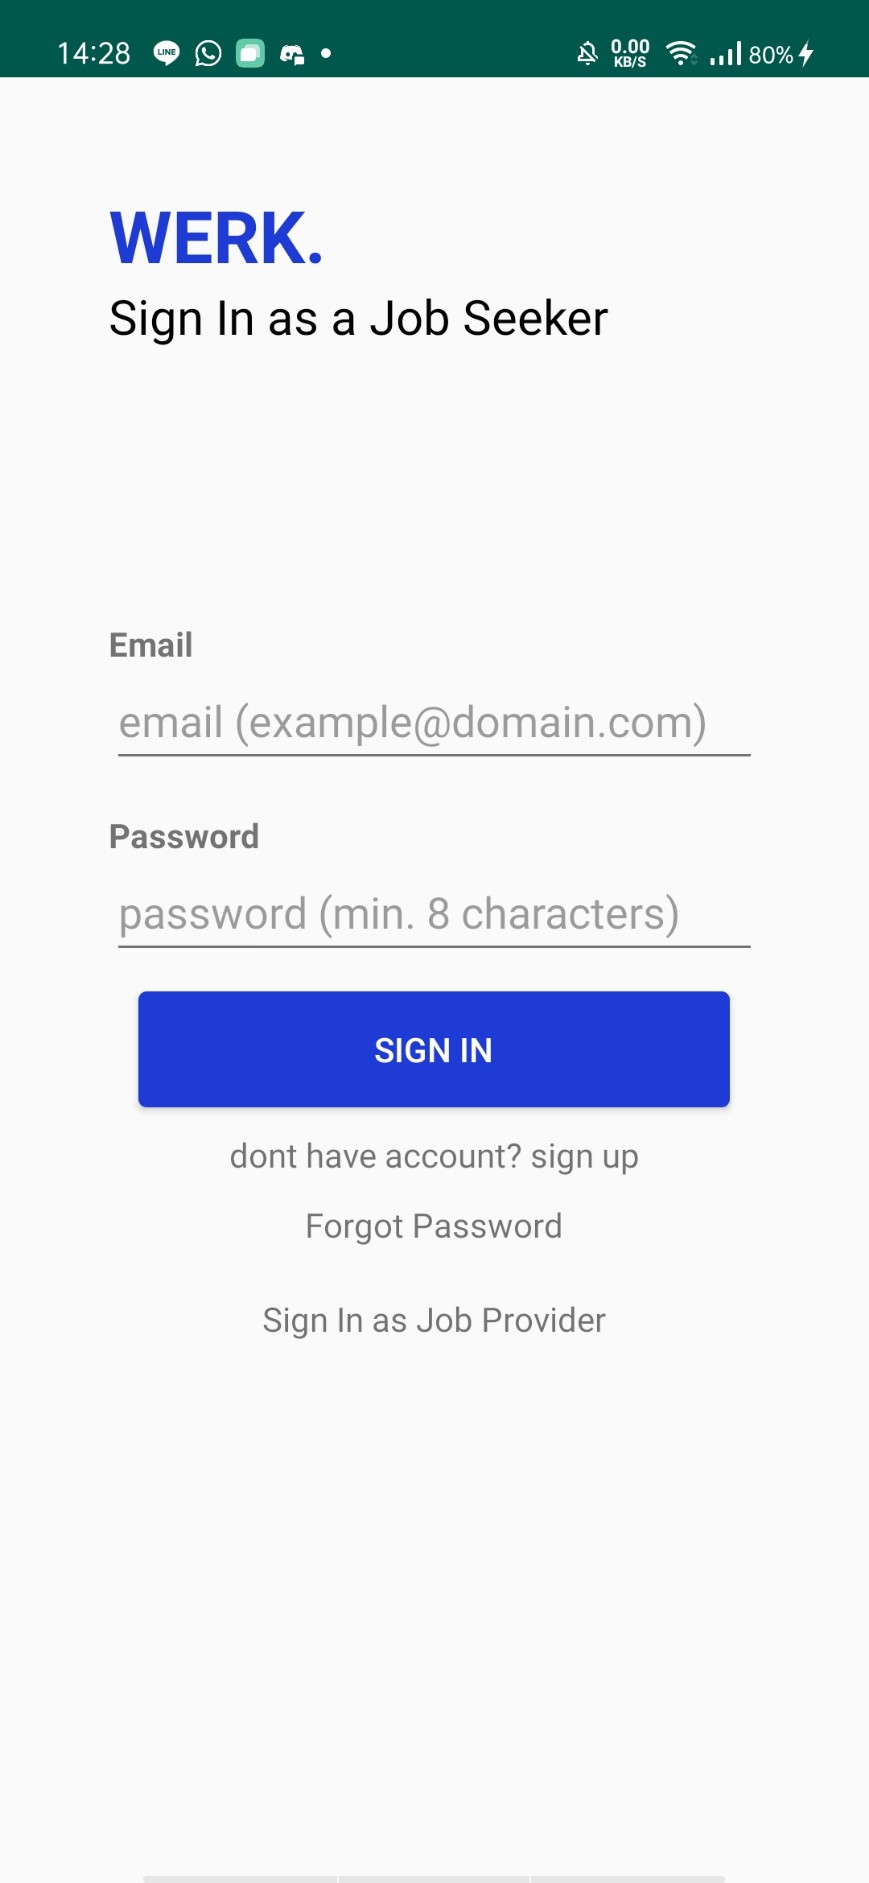 14:28 LINE 0.00 KB/S 80%
WERK.
Sign In as a Job Seeker
Email
email (example@domain.com)
Password
password (min. 8 characters)
SIGN IN
dont have account? sign up
Forgot Password
Sign In as Job Provider